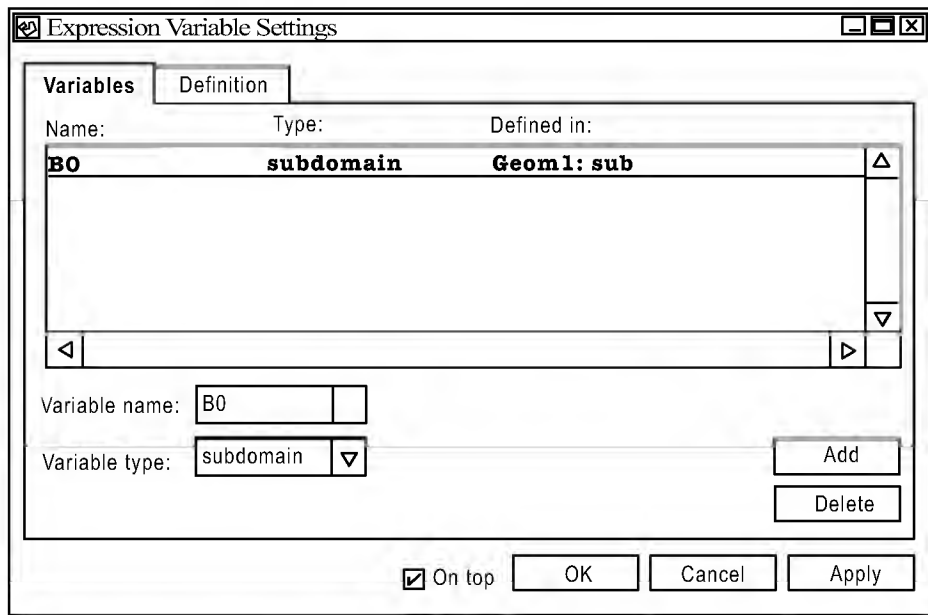 Expression Variable Settings
Variables Definition
Name: Type: Defined in:
B0 subdomain Geom1: sub
Variable name: B0
Variable type: subdomain
Add
Delete
On top OK Cancel Apply